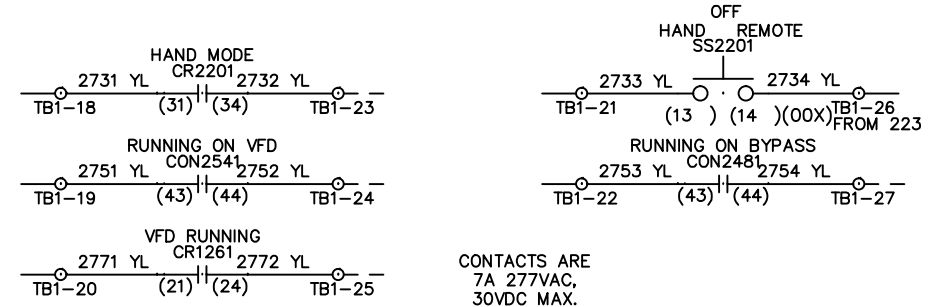 HAND MODE
CR2201
2731 YL 2732 YL
TB1-18 (31) (34) TB1-23
OFF
HAND REMOTE
SS2201
2733 YL 2734 YL
TB1-21 (13 ) (14 )(00X) TB1-26
FROM 223
RUNNING ON VFD
CON2541
2751 YL 2752 YL
TB1-19 (43) (44) TB1-24
RUNNING ON BYPASS
CON2481
2753 YL 2754 YL
TB1-22 (43) (44) TB1-27
VFD RUNNING
CR1261
2771 YL 2772 YL
TB1-20 (21) (24) TB1-25
CONTACTS ARE
7A 277VAC,
30VDC MAX.